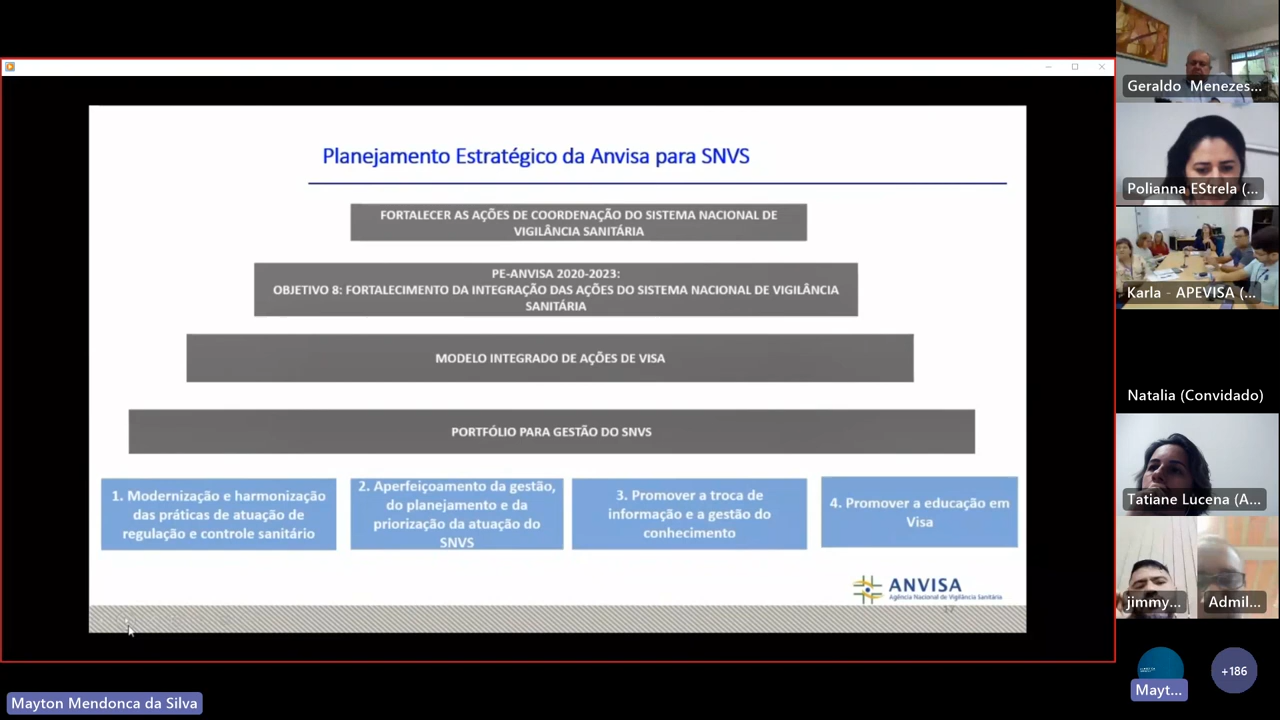 Planejamento Estratégico da Anvisa para SNVS
FORTALECER AS AÇÕES DE COORDENAÇÃO DO SISTEMA NACIONAL DE
VIGILÂNCIA SANITÁRIA
PE-ANVISA 2020-2023:
OBJETIVO 8: FORTALECIMENTO DA INTEGRAÇÃO DAS AÇÕES DO SISTEMA NACIONAL DE VIGILÂNCIA
SANITÁRIA
MODELO INTEGRADO DE AÇÕES DE VISA
PORTFÓLIO PARA GESTÃO DO SNVS
1. Modernização e harmonização
das práticas de atuação de
regulação e controle sanitário
2. Aperfeiçoamento da gestão,
do planejamento e da
priorização da atuação do
SNVS
3. Promover a troca de
informação e a gestão do
conhecimento
4. Promover a educação em
Visa
ANVISA
Agência Nacional de Vigilância Sanitária
17
Geraldo Menezes...
Polianna EStrela (...
Karla - APEVISA (...
Natalia (Convidado)
Tatiane Lucena (A...
jimmy...
Admil...
Mayt...
+186
Mayton Mendonca da Silva